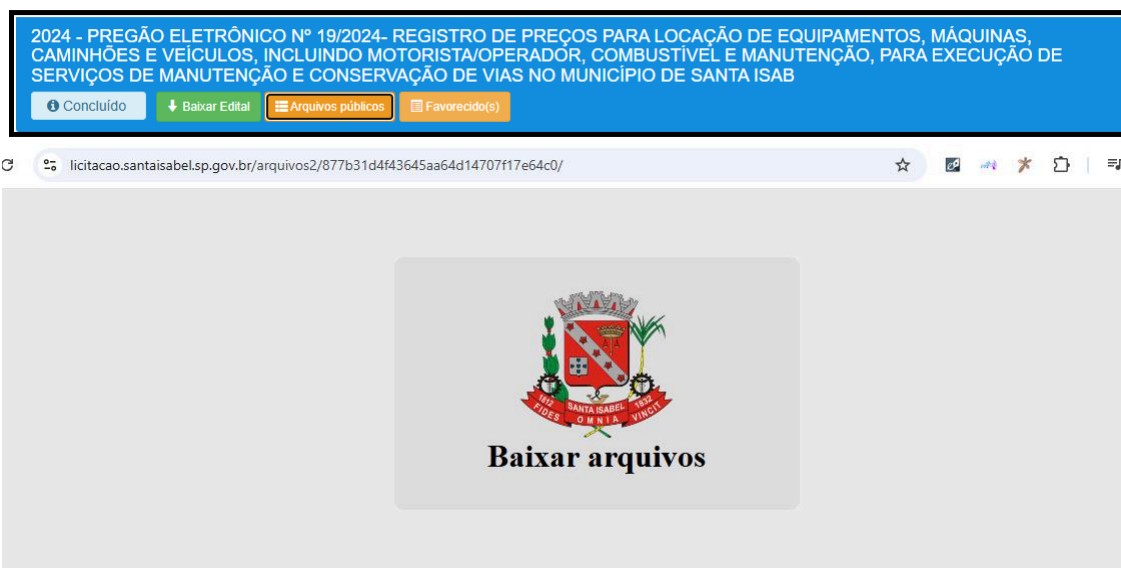 2024 - PREGÃO ELETRÔNICO Nº 19/2024- REGISTRO DE PREÇOS PARA LOCAÇÃO DE EQUIPAMENTOS, MÁQUINAS,
CAMINHÕES E VEÍCULOS, INCLUINDO MOTORISTA/OPERADOR, COMBUSTÍVEL E MANUTENÇÃO, PARA EXECUÇÃO DE
SERVIÇOS DE MANUTENÇÃO E CONSERVAÇÃO DE VIAS NO MUNICÍPIO DE SANTA ISAB
Concluído Baixar Edital Arquivos públicos Favorecido(s)
licitacao.santaisabel.sp.gov.br/arquivos2/877b31d4f43645aa64d14707f17e64c0/
1812 SANTA ISABEL 1832
FIDES OMNIA VINCIT
Baixar arquivos